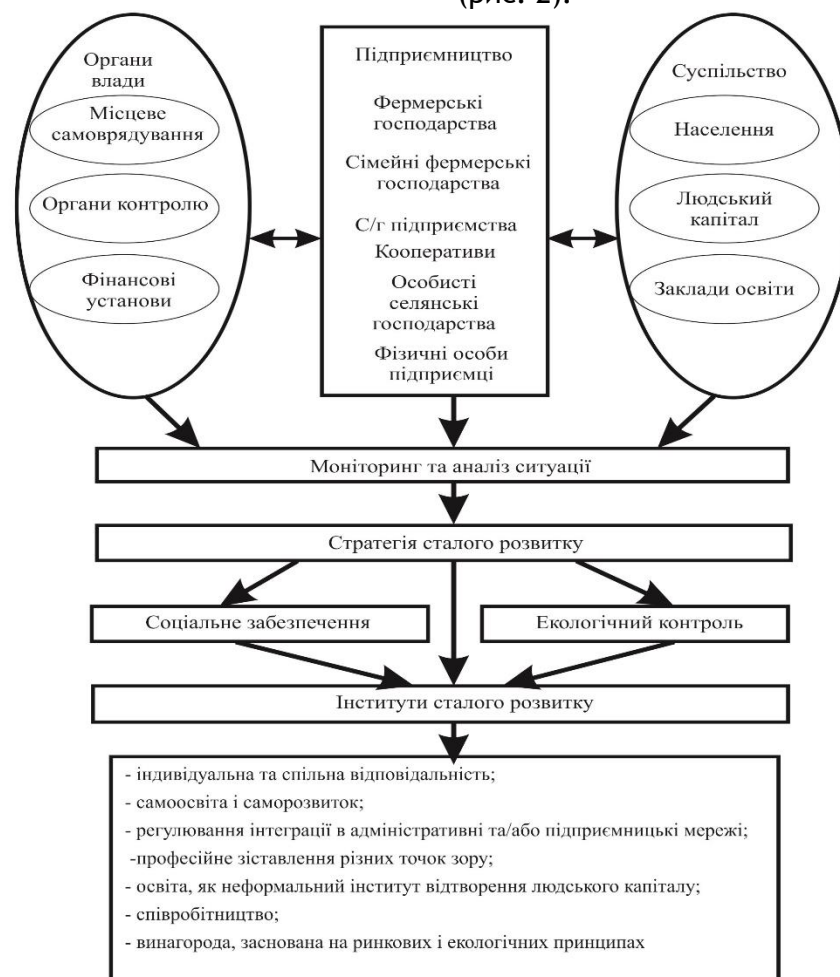 (рис. 2).
Органи
влади
Місцеве
самоврядування
Органи контролю
Фінансові
установи
Підприємництво
Фермерські
господарства
Сімейні фермерські
господарства
С/г підприємства
Кооперативи
Особисті
селянські
господарства
Фізичні особи
підприємці
Суспільство
Населення
Людський
капітал
Заклади освіти
Моніторинг та аналіз ситуації
Стратегія сталого розвитку
Соціальне забезпечення
Екологічний контроль
Інститути сталого розвитку
- індивідуальна та спільна відповідальність;
- самоосвіта і саморозвиток;
- регулювання інтеграції в адміністративні та/або підприємницькі мережі;
-професійне зіставлення різних точок зору;
- освіта, як неформальний інститут відтворення людського капіталу;
- співробітництво;
- винагорода, заснована на ринкових і екологічних принципах